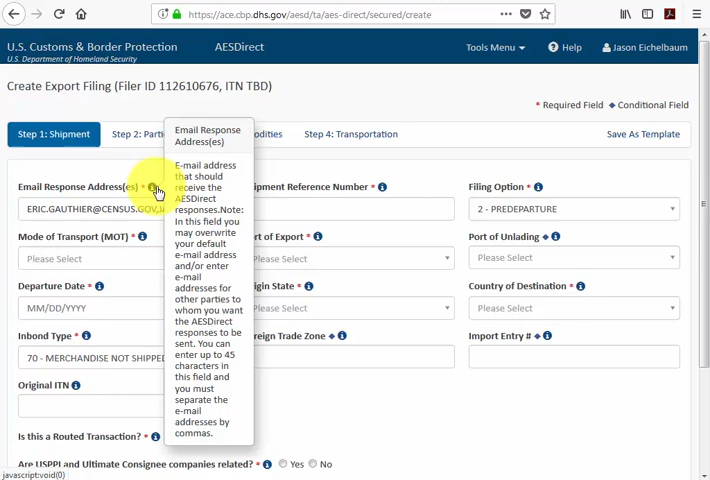 https://ace.cbp.dhs.gov/aesd/ta/aes-direct/secured/create
U.S. Customs & Border Protection
U.S. Department of Homeland Security
AESDirect
Tools Menu
Help
Jason Eichelbaum
Create Export Filing (Filer ID 112610676, ITN TBD)
* Required Field
Conditional Field
Step 1: Shipment
Step 2: Parti
odities
Step 4: Transportation
Save As Template
Email Response
Address(es)
E-mail address
that should
receive the
AESDirect
responses.Note:
In this field you
may overwrite
your default
e-mail address
and/or enter
e-mail
addresses for
other parties to
whom you want
the AESDirect
responses to be
sent. You can
enter up to 45
characters in
this field and
you must
separate the
e-mail
addresses by
commas.
Email Response Address(es) *
hipment Reference Number *
Filing Option *
ERIC.GAUTHIER@CENSUS.GOV,JA
2 - PREDEPARTURE
Mode of Transport (MOT) *
rt of Export *
Port of Unlading
Please Select
Please Select
Please Select
Departure Date *
igin State *
Country of Destination *
MM/DD/YYYY
Please Select
Please Select
Inbond Type *
reign Trade Zone
Import Entry #
70 - MERCHANDISE NOT SHIPPED
Original ITN
Is this a Routed Transaction? *
Are USPPI and Ultimate Consignee companies related? *
Yes
No
javascript:void(0)